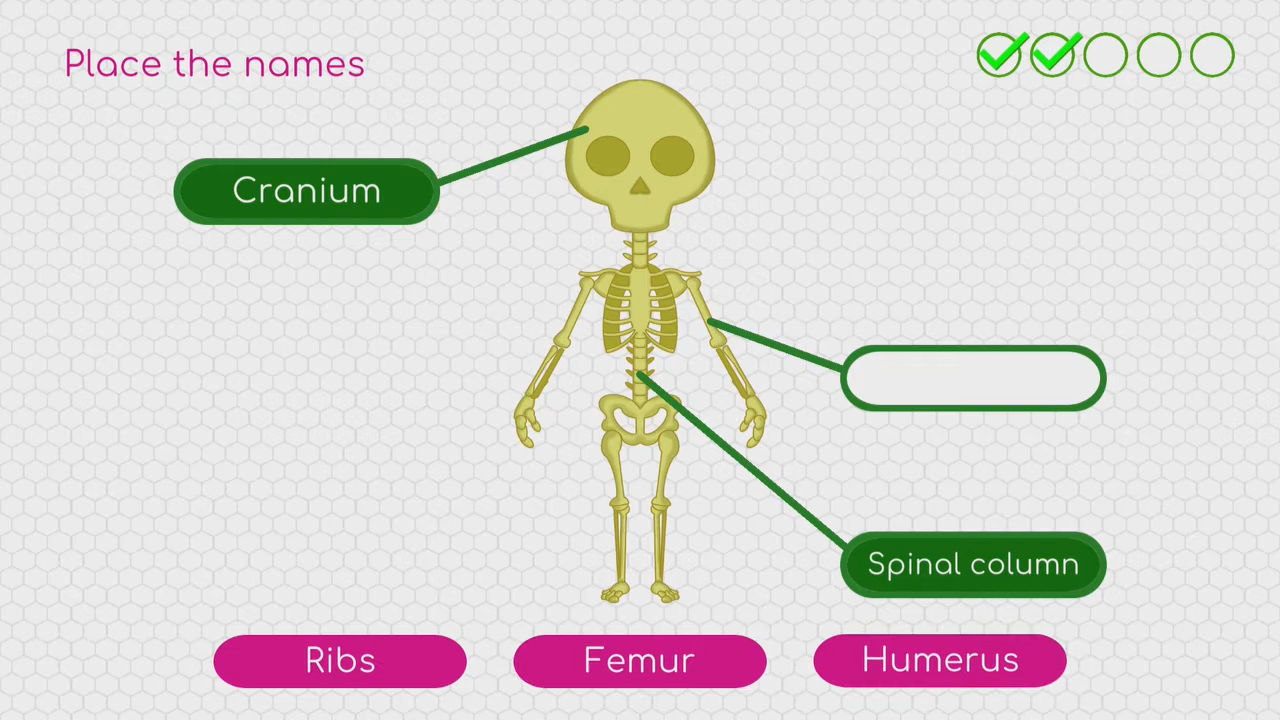 Place the names
Cranium
Spinal column
Ribs
Femur
Humerus